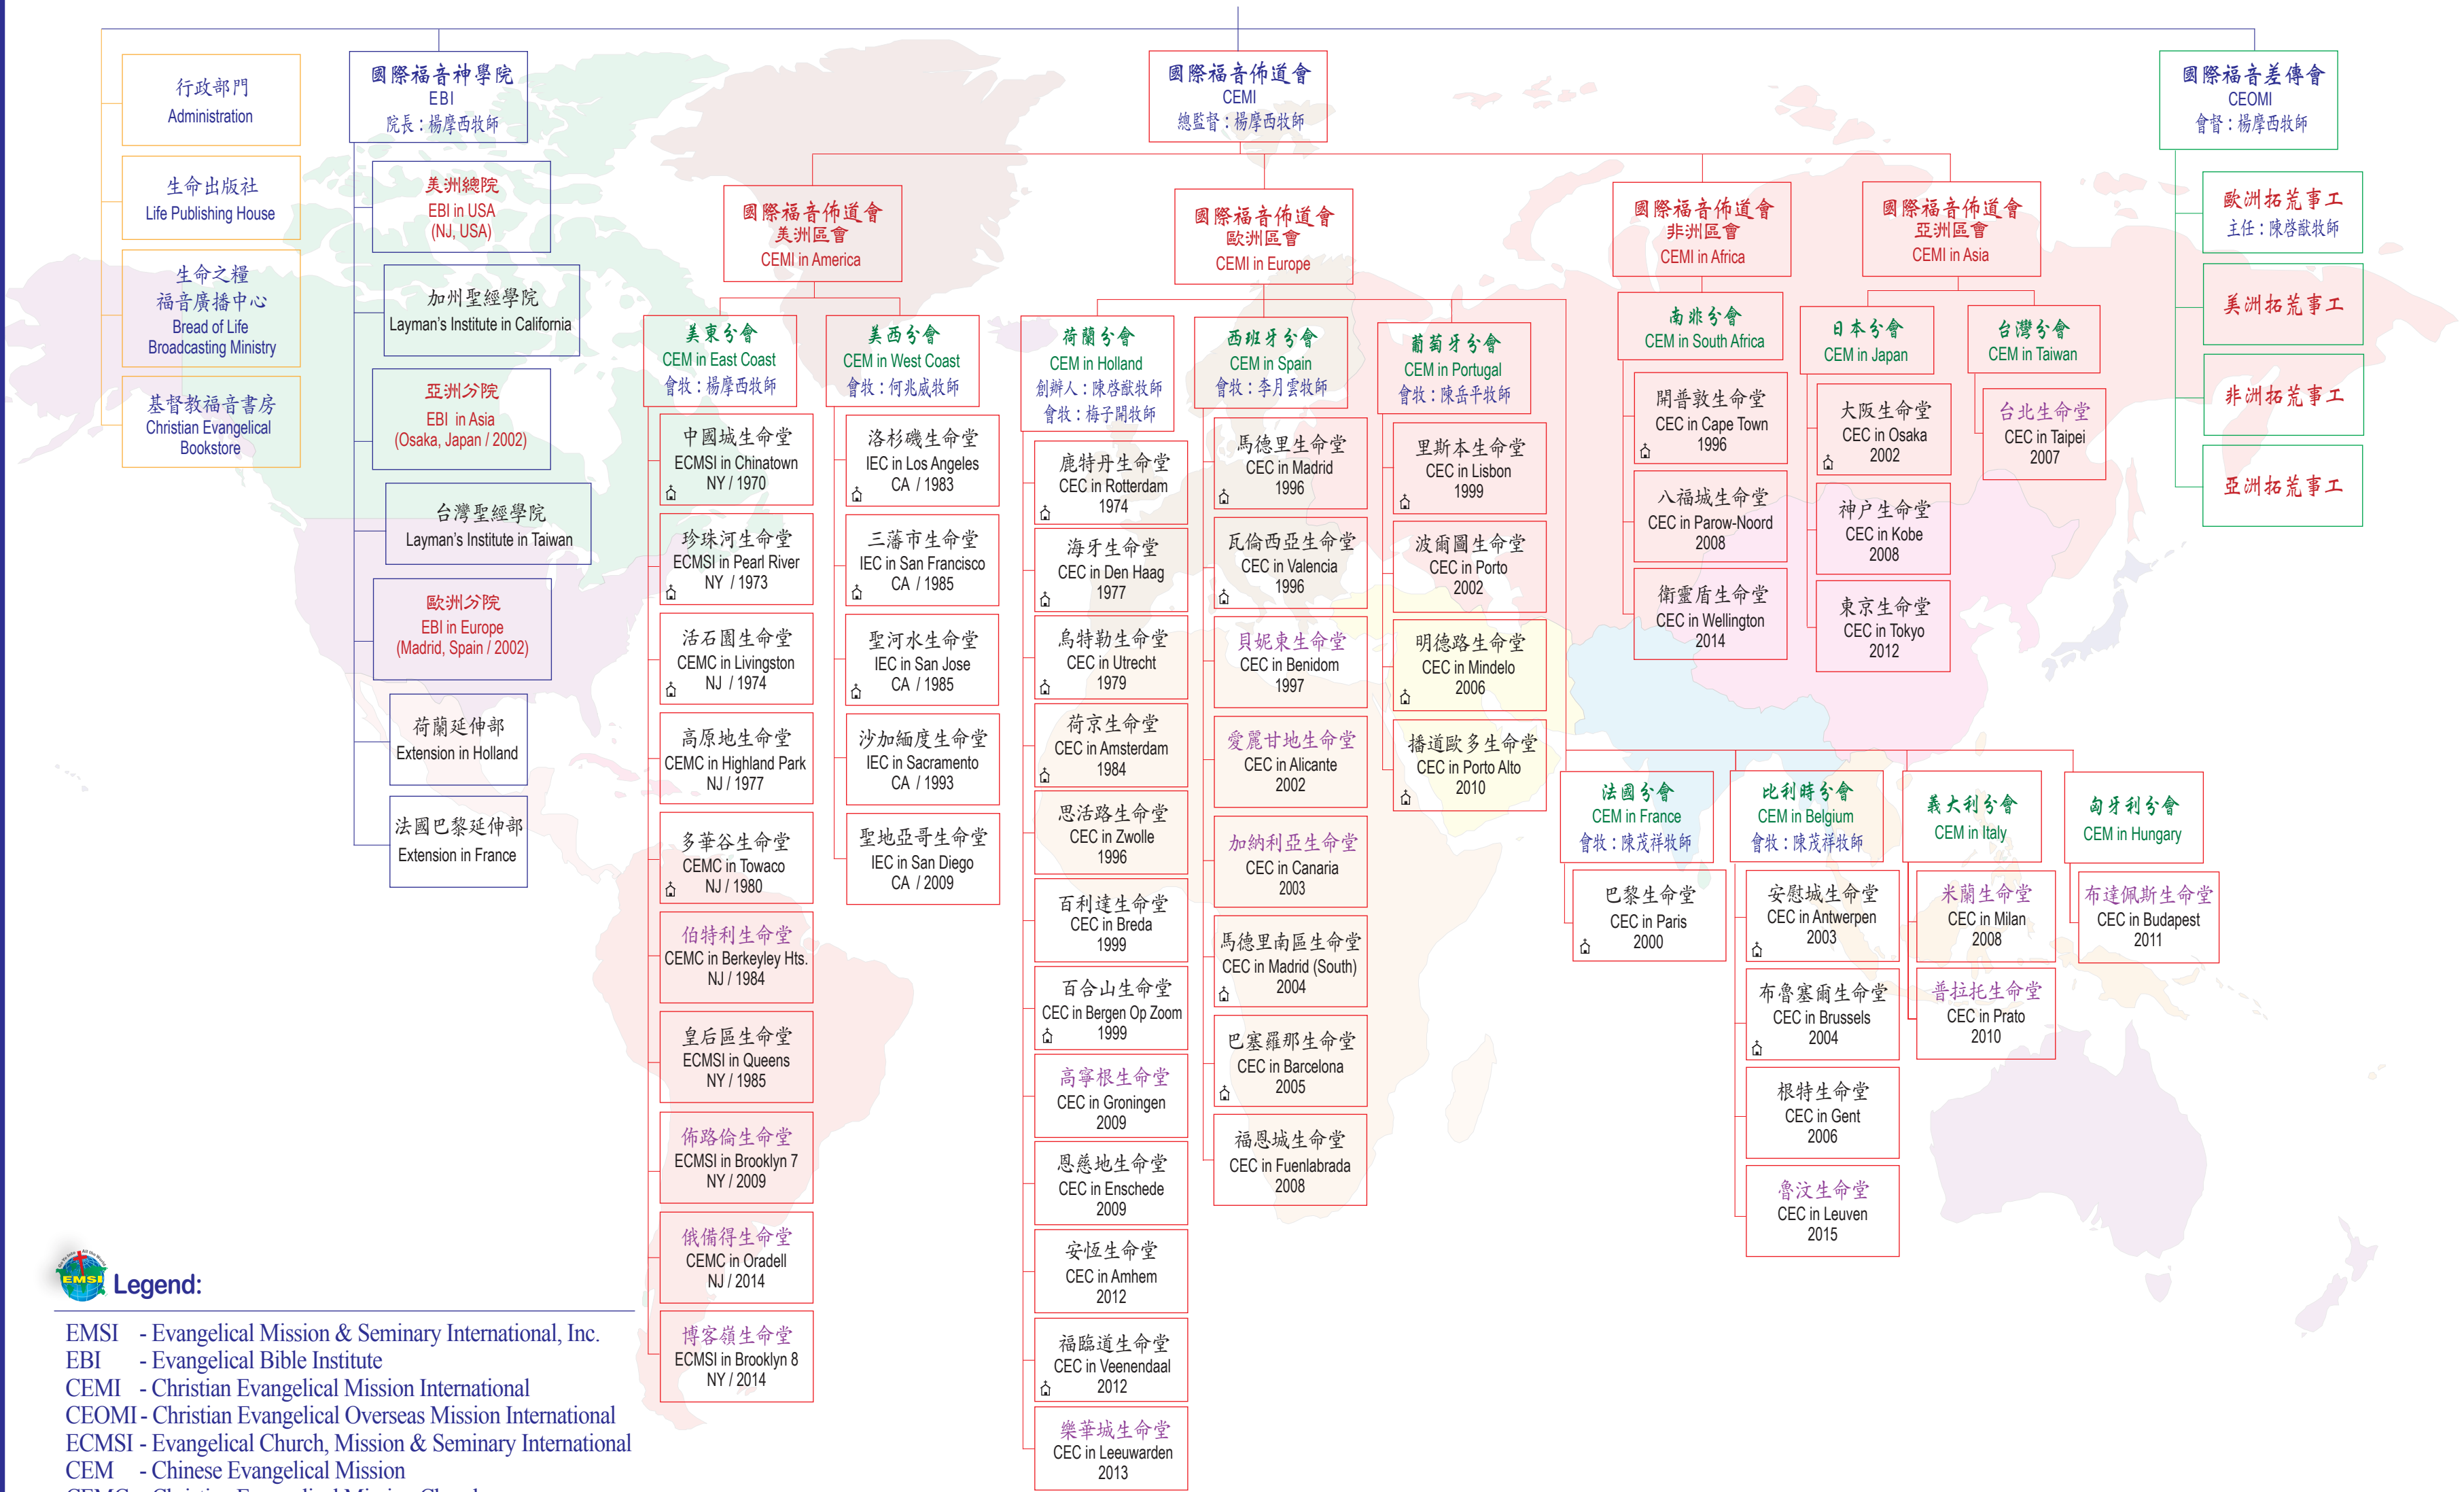 行政部門
Administration
生命出版社
Life Publishing House
生命之糧
福音廣播中心
Bread of Life
Broadcasting Ministry
基督教福音書房
Christian Evangelical
Bookstore
國際福音神學院
EBI
院長：楊摩西牧師
美洲總院
EBI in USA
(NJ, USA)
加州聖經學院
Layman's Institute in California
亞洲分院
EBI in Asia
(Osaka, Japan / 2002)
台灣聖經學院
Layman's Institute in Taiwan
歐洲分院
EBI in Europe
(Madrid, Spain / 2002)
荷蘭延伸部
Extension in Holland
法國巴黎延伸部
Extension in France
國際福音佈道會
CEMI
總監督：楊摩西牧師
國際福音佈道會
美洲區會
CEMI in America
美東分會
CEM in East Coast
會牧：楊摩西牧師
中國城生命堂
ECMSI in Chinatown
NY / 1970
珍珠河生命堂
ECMSI in Pearl River
NY / 1973
活石園生命堂
CEMC in Livingston
NJ / 1974
高原地生命堂
CEMC in Highland Park
NJ / 1977
多華谷生命堂
CEMC in Towaco
NJ / 1980
伯特利生命堂
CEMC in Berkeyley Hts.
NJ / 1984
皇后區生命堂
ECMSI in Queens
NY / 1985
佈路倫生命堂
ECMSI in Brooklyn 7
NY / 2009
俄備得生命堂
CEMC in Oradell
NJ / 2014
博客嶺生命堂
ECMSI in Brooklyn 8
NY / 2014
美西分會
CEM in West Coast
會牧：何兆威牧師
洛杉磯生命堂
IEC in Los Angeles
CA / 1983
三藩市生命堂
IEC in San Francisco
CA / 1985
聖河水生命堂
IEC in San Jose
CA / 1985
沙加緬度生命堂
IEC in Sacramento
CA / 1993
聖地亞哥生命堂
IEC in San Diego
CA / 2009
國際福音佈道會
歐洲區會
CEMI in Europe
荷蘭分會
CEM in Holland
創辦人：陳啓猷牧師
會牧：梅子開牧師
鹿特丹生命堂
CEC in Rotterdam
1974
海牙生命堂
CEC in Den Haag
1977
烏特勒生命堂
CEC in Utrecht
1979
荷京生命堂
CEC in Amsterdam
1984
思活路生命堂
CEC in Zwolle
1996
百利達生命堂
CEC in Breda
1999
百合山生命堂
CEC in Bergen Op Zoom
1999
高寧根生命堂
CEC in Groningen
2009
恩慈地生命堂
CEC in Enschede
2009
安恆生命堂
CEC in Amhem
2012
福臨道生命堂
CEC in Veenendaal
2012
樂華城生命堂
CEC in Leeuwarden
2013
西班牙分會
CEM in Spain
會牧：李月雲牧師
馬德里生命堂
CEC in Madrid
1996
瓦倫西亞生命堂
CEC in Valencia
1996
貝妮東生命堂
CEC in Benidom
1997
愛麗甘地生命堂
CEC in Alicante
2002
加納利亞生命堂
CEC in Canaria
2003
馬德里南區生命堂
CEC in Madrid (South)
2004
巴塞羅那生命堂
CEC in Barcelona
2005
福恩城生命堂
CEC in Fuenlabrada
2008
葡萄牙分會
CEM in Portugal
會牧：陳岳平牧師
里斯本生命堂
CEC in Lisbon
1999
波爾圖生命堂
CEC in Porto
2002
明德路生命堂
CEC in Mindelo
2006
播道歐多生命堂
CEC in Porto Alto
2010
法國分會
CEM in France
會牧：陳茂祥牧師
巴黎生命堂
CEC in Paris
2000
比利時分會
CEM in Belgium
會牧：陳茂祥牧師
安慰城生命堂
CEC in Antwerpen
2003
布魯塞爾生命堂
CEC in Brussels
2004
根特生命堂
CEC in Gent
2006
魯汶生命堂
CEC in Leuven
2015
義大利分會
CEM in Italy
米蘭生命堂
CEC in Milan
2008
普拉托生命堂
CEC in Prato
2010
匈牙利分會
CEM in Hungary
布達佩斯生命堂
CEC in Budapest
2011
國際福音佈道會
非洲區會
CEMI in Africa
南非分會
CEM in South Africa
開普敦生命堂
CEC in Cape Town
1996
八福城生命堂
CEC in Parow-Noord
2008
衛靈盾生命堂
CEC in Wellington
2014
國際福音佈道會
亞洲區會
CEMI in Asia
日本分會
CEM in Japan
大阪生命堂
CEC in Osaka
2002
神户生命堂
CEC in Kobe
2008
東京生命堂
CEC in Tokyo
2012
台灣分會
CEM in Taiwan
台北生命堂
CEC in Taipei
2007
國際福音差傳會
CEOMI
會督：楊摩西牧師
歐洲拓荒事工
主任：陳啓猷牧師
美洲拓荒事工
非洲拓荒事工
亞洲拓荒事工
EMSI
Legend:
EMSI - Evangelical Mission & Seminary International, Inc.
EBI - Evangelical Bible Institute
CEMI - Christian Evangelical Mission International
CEOMI - Christian Evangelical Overseas Mission International
ECMSI - Evangelical Church, Mission & Seminary International
CEM - Chinese Evangelical Mission